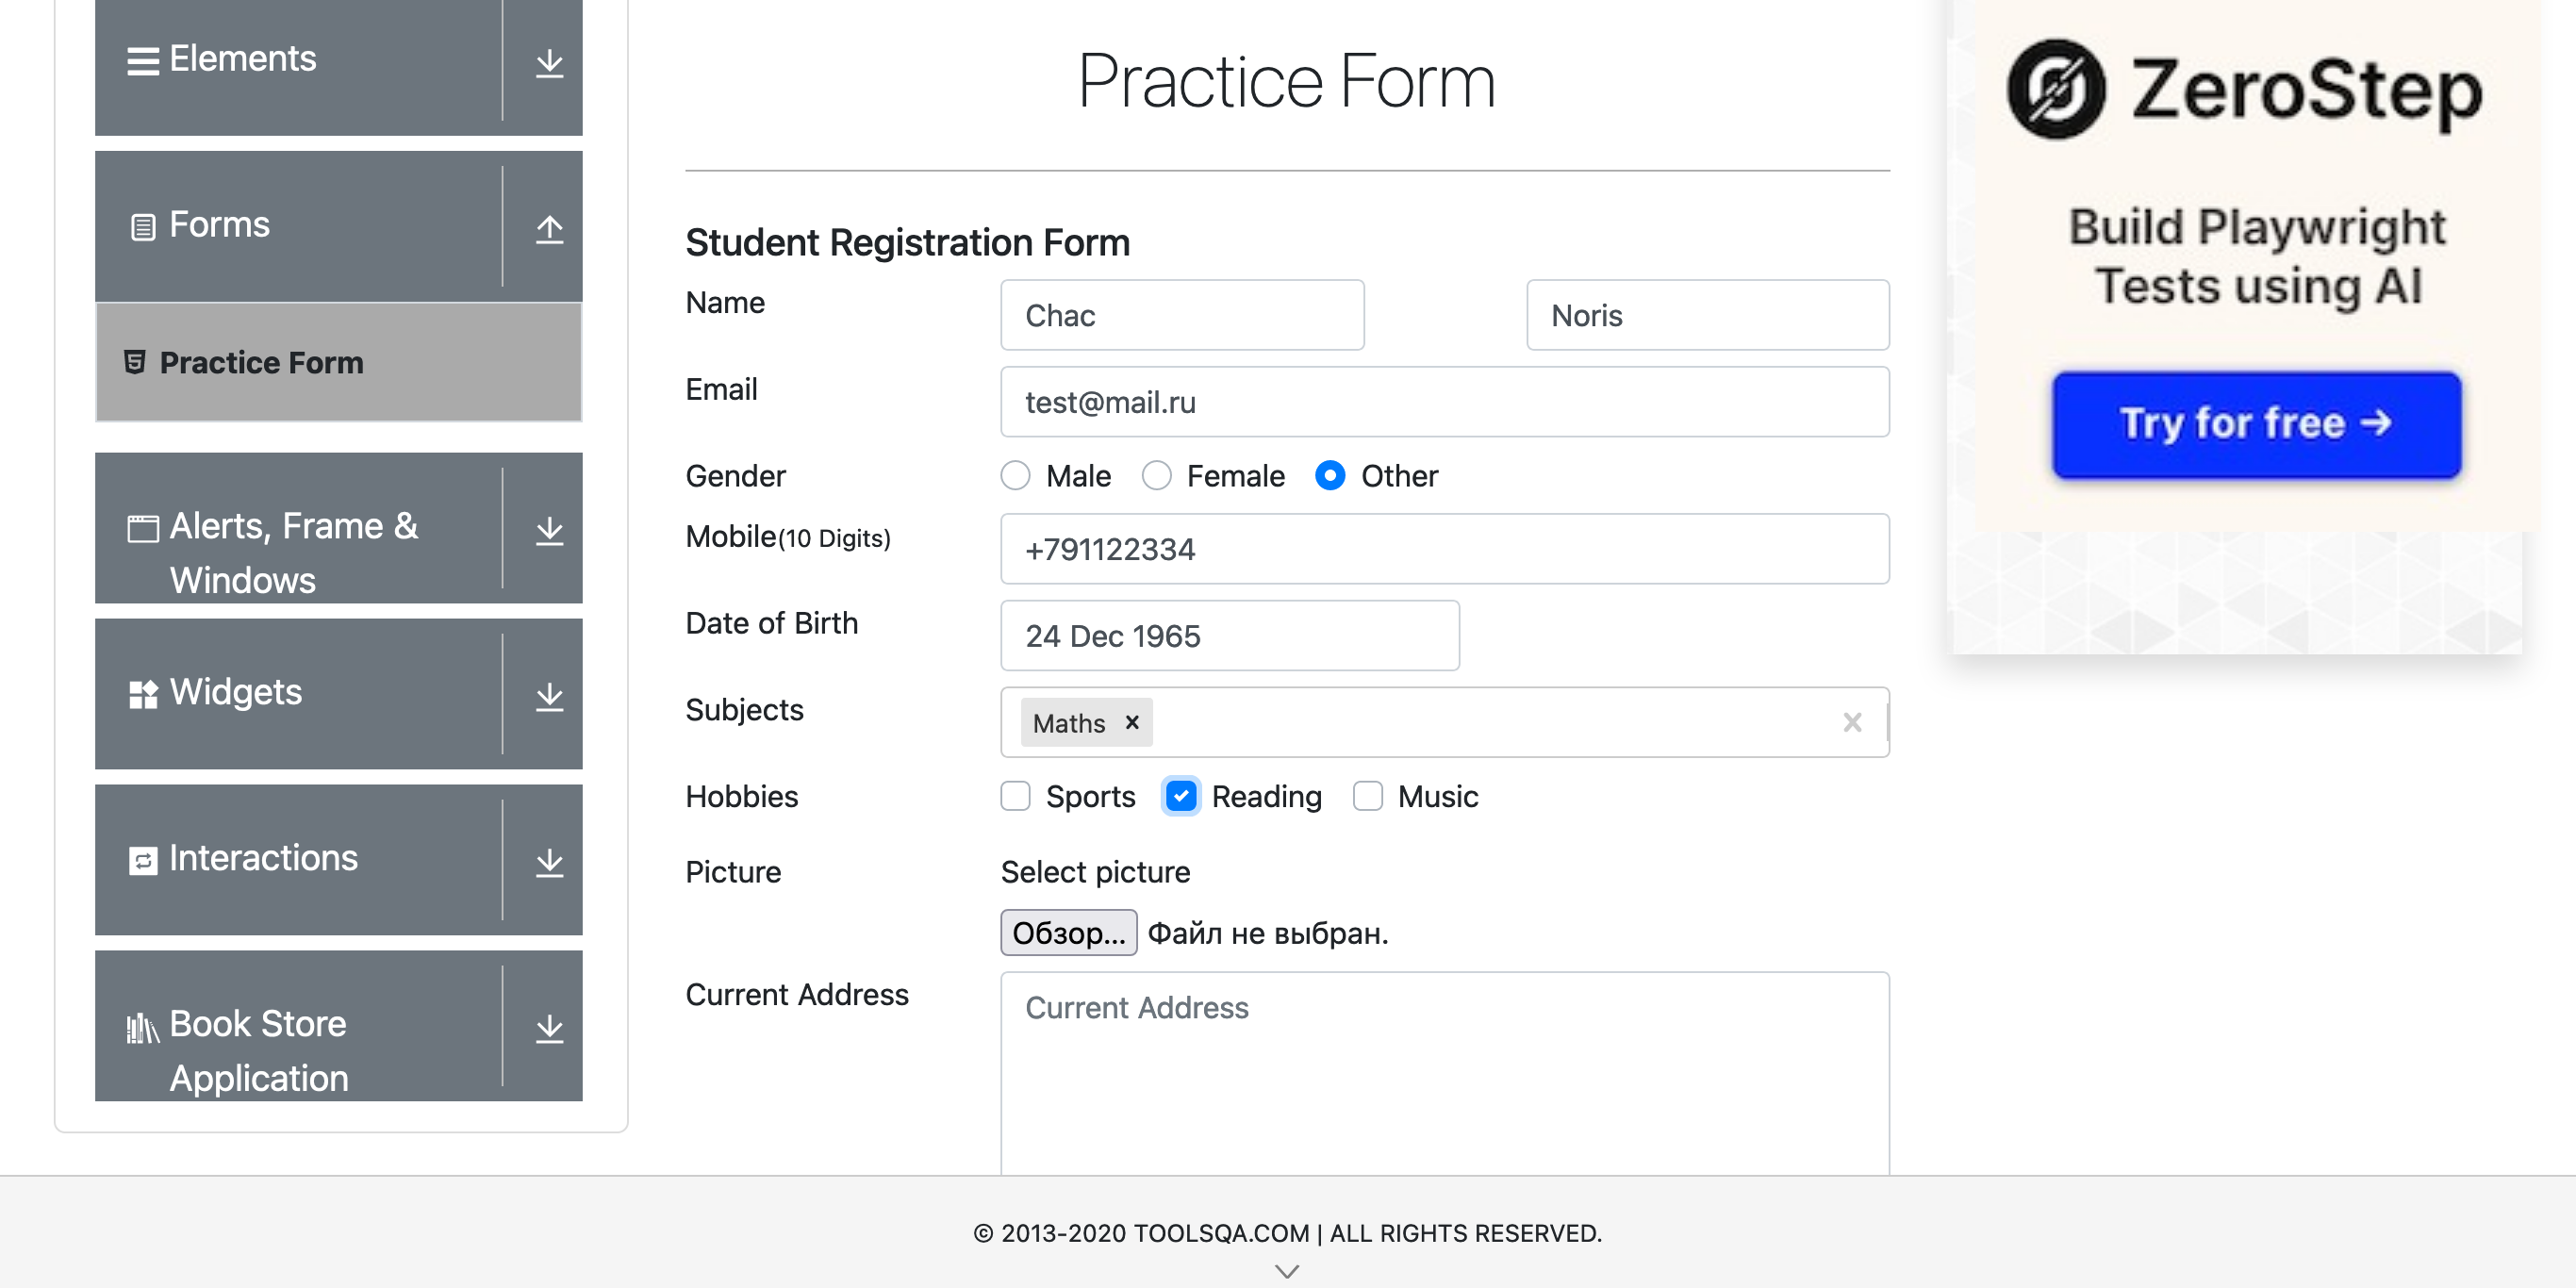 Elements
Forms
Practice Form
Alerts, Frame &
Windows
Widgets
Interactions
Book Store
Application
Practice Form
Student Registration Form
Name
Chac
Noris
Email
test@mail.ru
Gender
Male
Female
Other
Mobile(10 Digits)
+791122334
Date of Birth
24 Dec 1965
Subjects
Maths
Hobbies
Sports
Reading
Music
Picture
Select picture
Обзор... Файл не выбран.
Current Address
Current Address
ZeroStep
Build Playwright
Tests using AI
Try for free →
© 2013-2020 TOOLSQA.COM | ALL RIGHTS RESERVED.